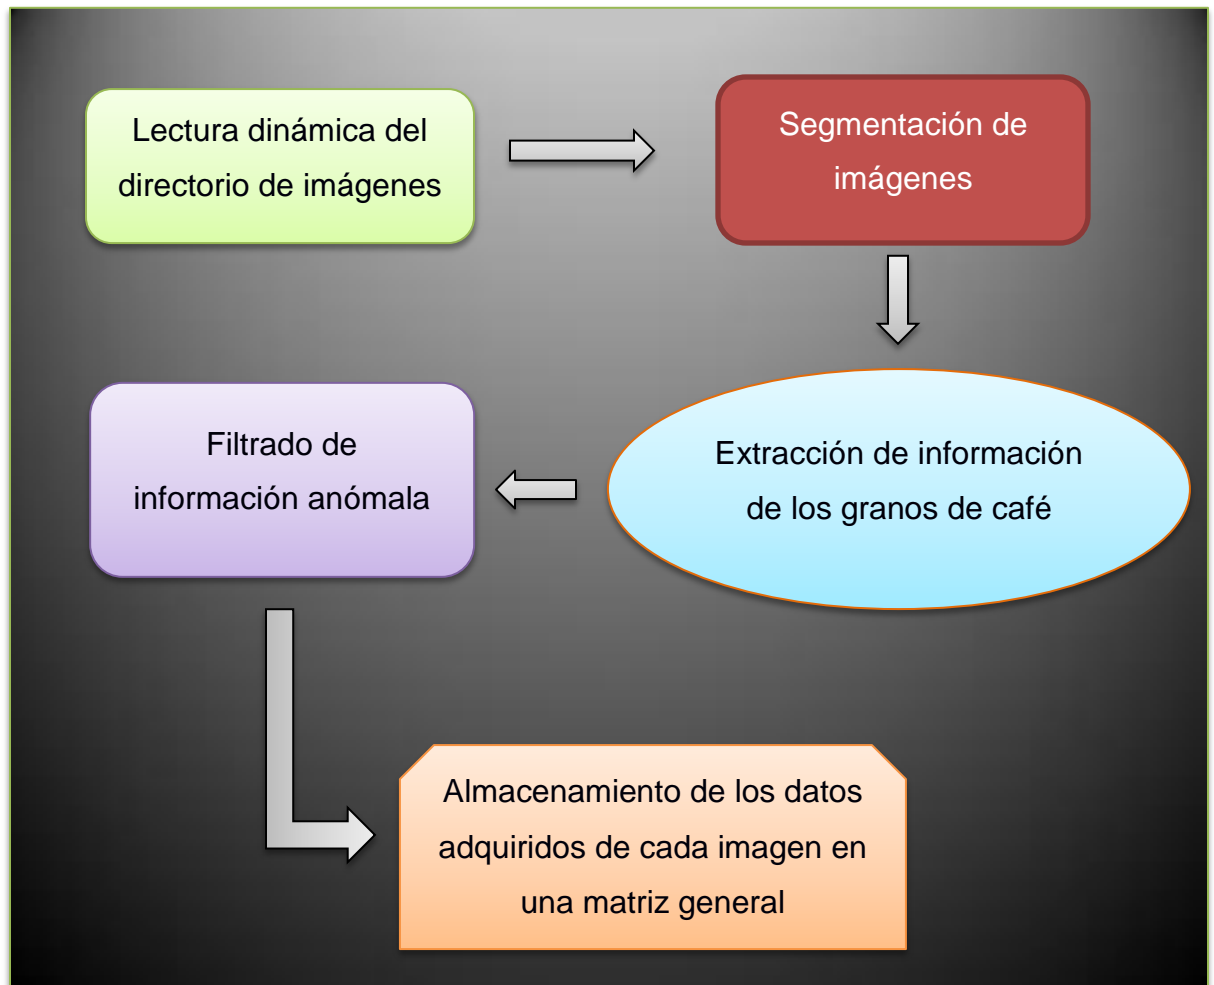 Lectura dinámica del
directorio de imágenes
Segmentación de
imágenes
Extracción de información
de los granos de café
Filtrado de
información anómala
Almacenamiento de los datos
adquiridos de cada imagen en
una matriz general